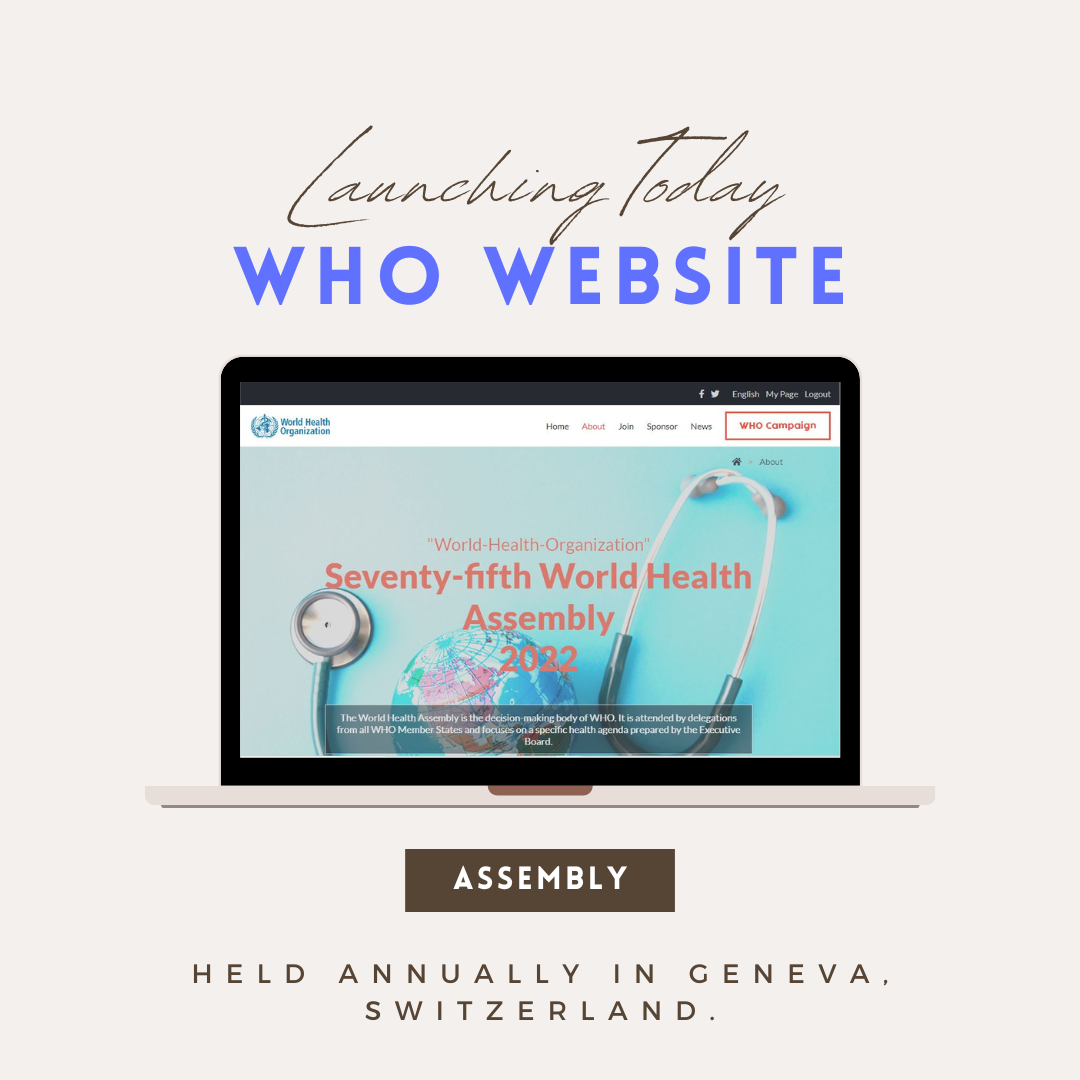 Launching Today
WHO WEBSITE
English My Page Logout
World Health
Organization
Home About Join Sponsor News WHO Campaign
» About
"World-Health-Organization"
Seventy-fifth World Health
Assembly
2022
The World Health Assembly is the decision-making body of WHO. It is attended by delegations
from all WHO Member States and focuses on a specific health agenda prepared by the Executive
Board.
ASSEMBLY
HELD ANNUALLY IN GENEVA,
SWITZERLAND.